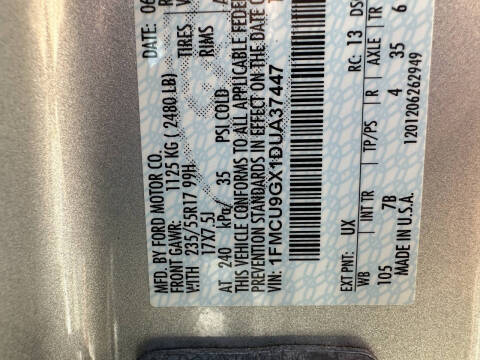 MFD. BY FORD MOTOR CO.
DATE: 06
FRONT GAWR:
1125 KG ( 2480 LB)
WITH 235/55R17 99H TIRES
17X7.5J RIMS
AT 240 kPa/ 35 PSI COLD
THIS VEHICLE CONFORMS TO ALL APPLICABLE FEDER
PREVENTION STANDARDS IN EFFECT ON THE DATE O
VIN: 1FMCU9GX1DUA37447
EXT PNT: UX RC: 13 DS
WB INT TR TP/PS R AXLE TR
105 7B 4 35 6
MADE IN U.S.A. 1201206262949